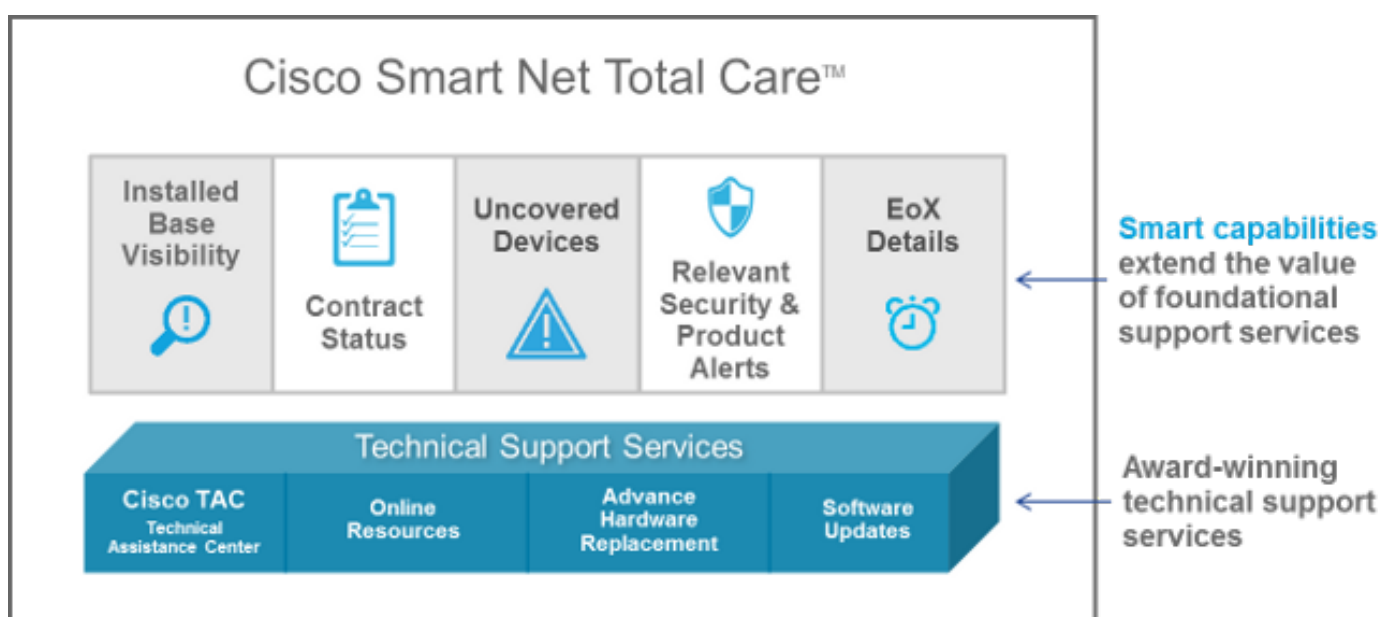 Cisco Smart Net Total Care™
Installed
Base
Visibility
Contract
Status
Uncovered
Devices
Relevant
Security &
Product
Alerts
EoX
Details
Smart capabilities
extend the value
of foundational
support services
Technical Support Services
Cisco TAC
Technical
Assistance Center
Online
Resources
Advance
Hardware
Replacement
Software
Updates
Award-winning
technical support
services